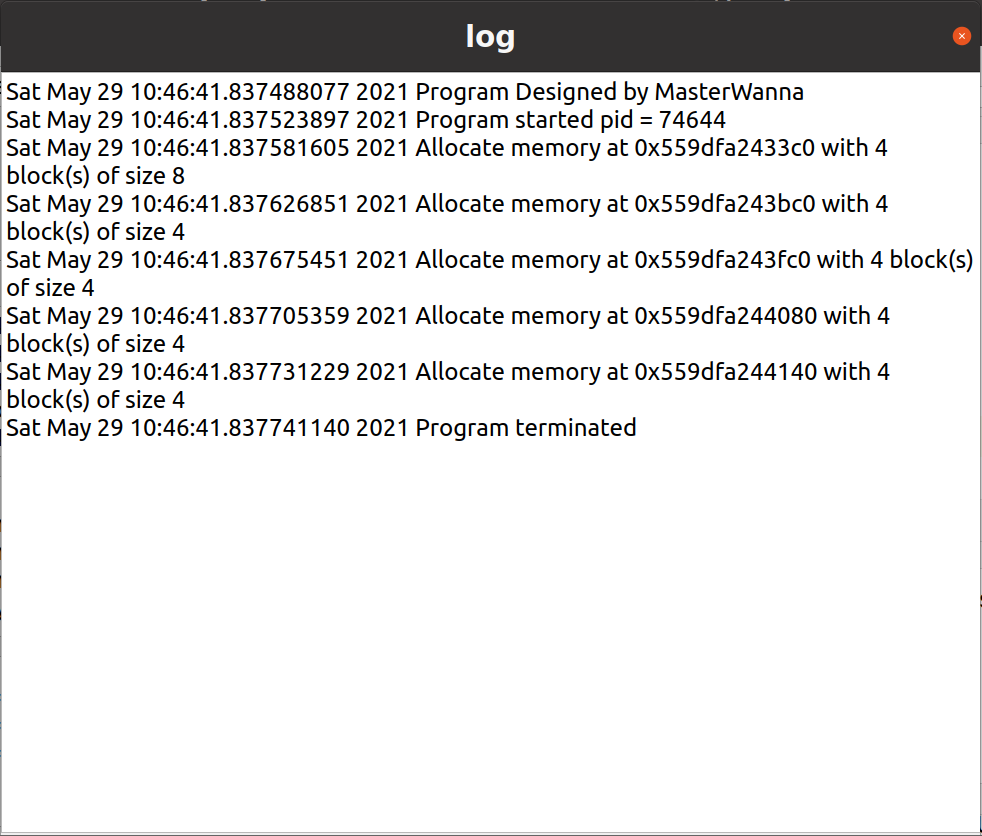 log
Sat May 29 10:46:41.837488077 2021 Program Designed by MasterWanna
Sat May 29 10:46:41.837523897 2021 Program started pid = 74644
Sat May 29 10:46:41.837581605 2021 Allocate memory at 0x559dfa2433c0 with 4
block(s) of size 8
Sat May 29 10:46:41.837626851 2021 Allocate memory at 0x559dfa243bc0 with 4
block(s) of size 4
Sat May 29 10:46:41.837675451 2021 Allocate memory at 0x559dfa243fc0 with 4 block(s)
of size 4
Sat May 29 10:46:41.837705359 2021 Allocate memory at 0x559dfa244080 with 4
block(s) of size 4
Sat May 29 10:46:41.837731229 2021 Allocate memory at 0x559dfa244140 with 4
block(s) of size 4
Sat May 29 10:46:41.837741140 2021 Program terminated